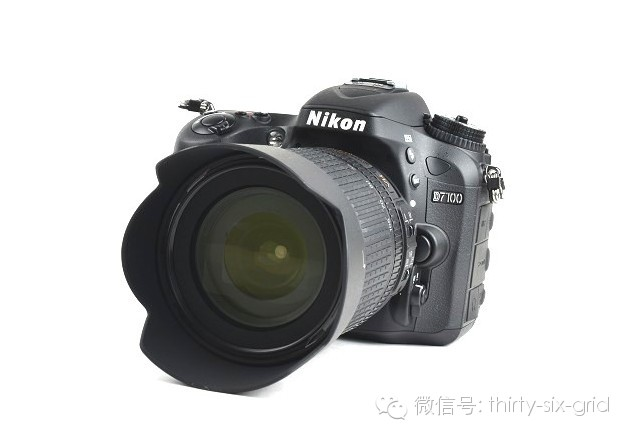 Nikon
D7100
微信号: thirty-six-grid